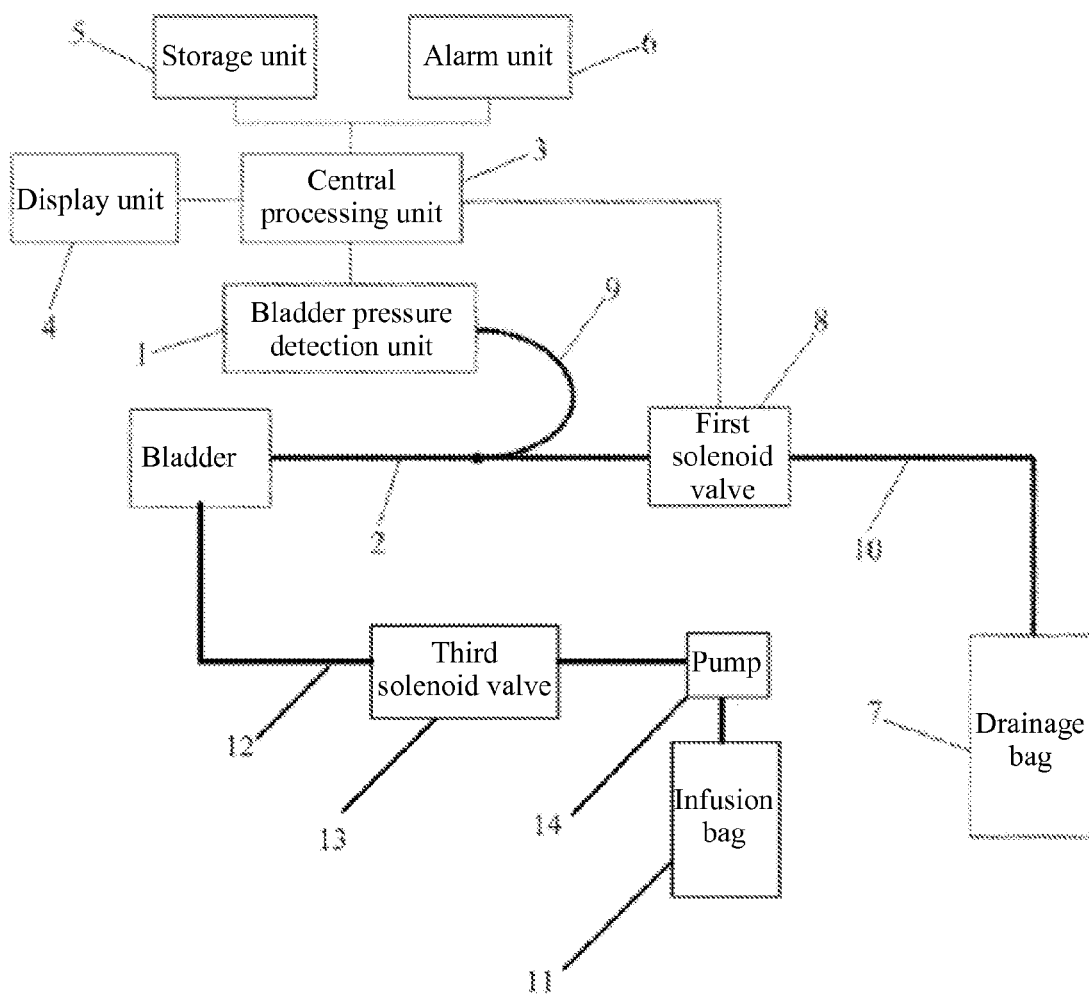 5
Storage unit
Alarm unit
6
3
Display unit
Central
processing unit
4
9
Bladder pressure
detection unit
1
8
First
solenoid
valve
Bladder
2
10
Third
solenoid valve
Pump
7
Drainage
bag
12
13
14
Infusion
bag
11